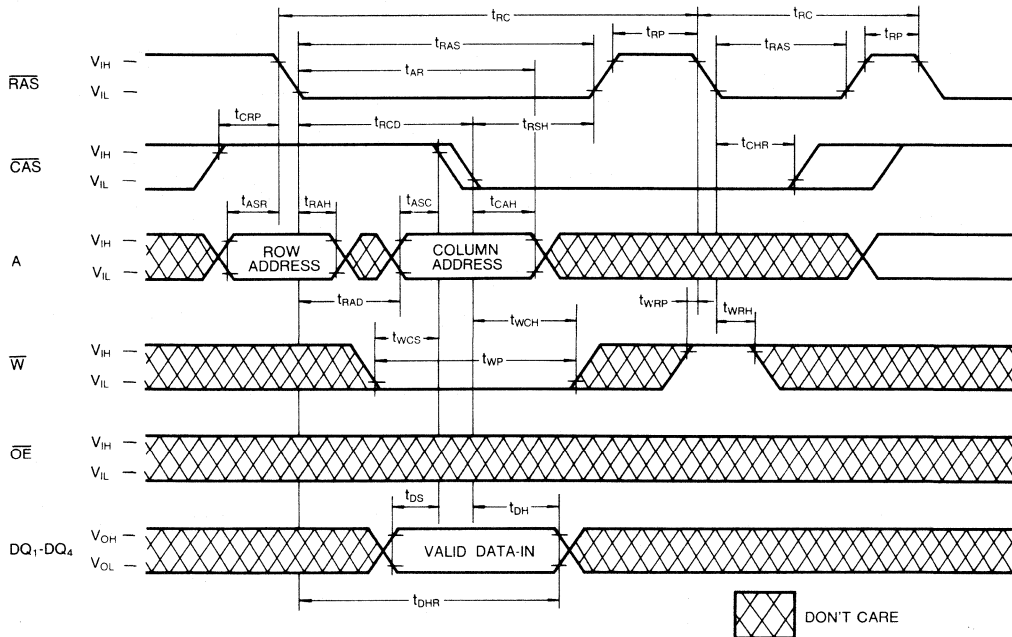 tRC tRC
tRAS tRP tRAS tRP
tAR
RAS VIH
VIL
tCRP tRCD tRSH tCHR
CAS VIH
VIL
tASR tRAH tASC tCAH
A VIH
VIL
ROW ADDRESS
COLUMN ADDRESS
tRAD tWRP tWRH
tWCH
tWCS
tWP
W VIH
VIL
OE VIH
VIL
tDS tDH
DQ1-DQ4 VOH
VOL
VALID DATA-IN
tDHR
DON'T CARE